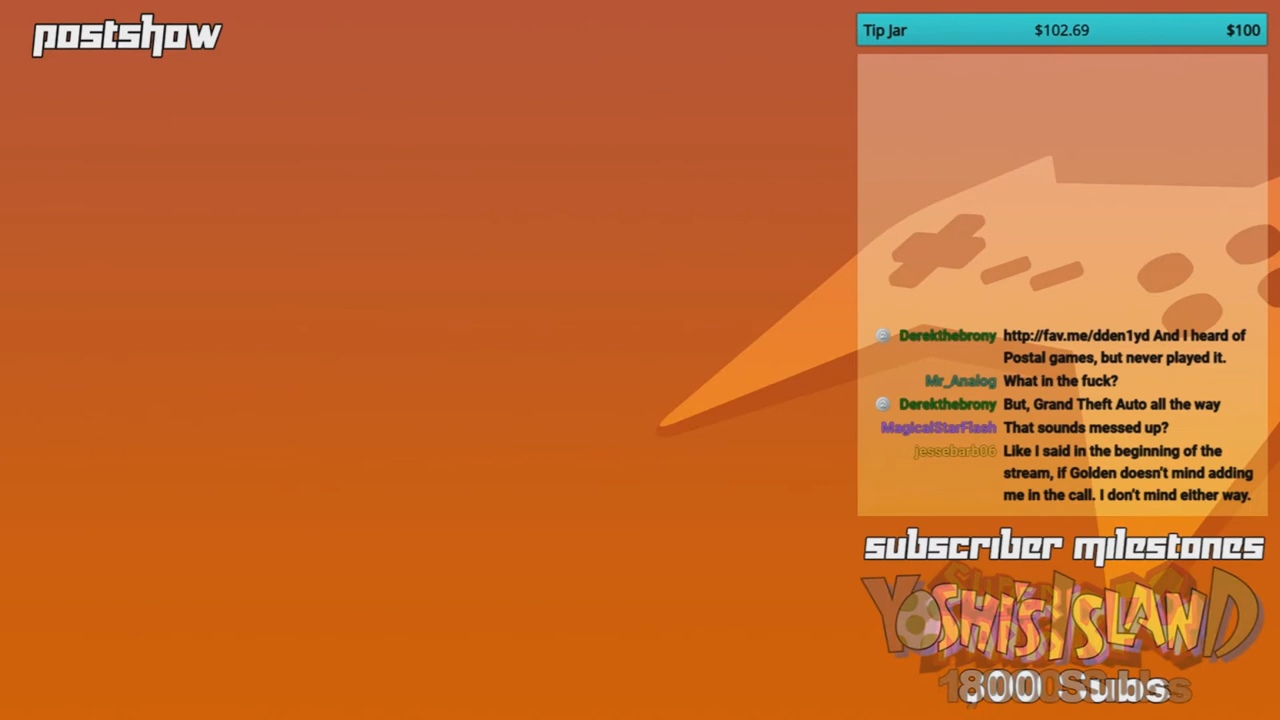 postshow
Tip Jar $102.69 $100
Derekthebrony http://fav.me/dden1yd And I heard of
Postal games, but never played it.
Mr_Analog What in the fuck?
Derekthebrony But, Grand Theft Auto all the way
MagicalStarFlash That sounds messed up?
jessebarb06 Like I said in the beginning of the
stream, if Golden doesn't mind adding
me in the call. I don't mind either way.
subscriber milestones
YOSHI'S ISLAND
Subs